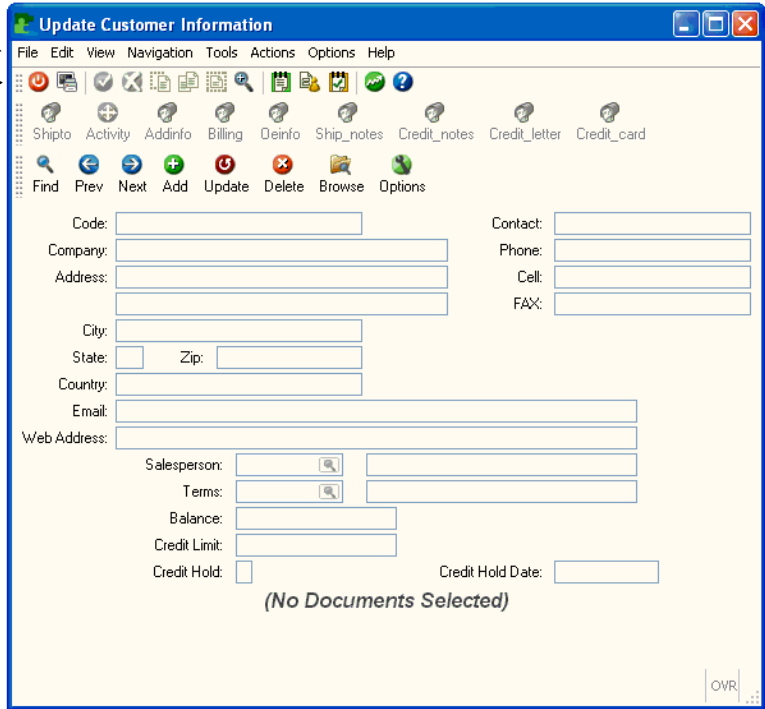 Update Customer Information
File Edit View Navigation Tools Actions Options Help
Shipto Activity Addinfo Billing Oeinfo Ship_notes Credit_notes Credit_letter Credit_card
Find Prev Next Add Update Delete Browse Options
Code: Contact:
Company: Phone:
Address: Cell:
FAX:
City:
State: Zip:
Country:
Email:
Web Address:
Salesperson:
Terms:
Balance:
Credit Limit:
Credit Hold: Credit Hold Date:
(No Documents Selected)
OVR